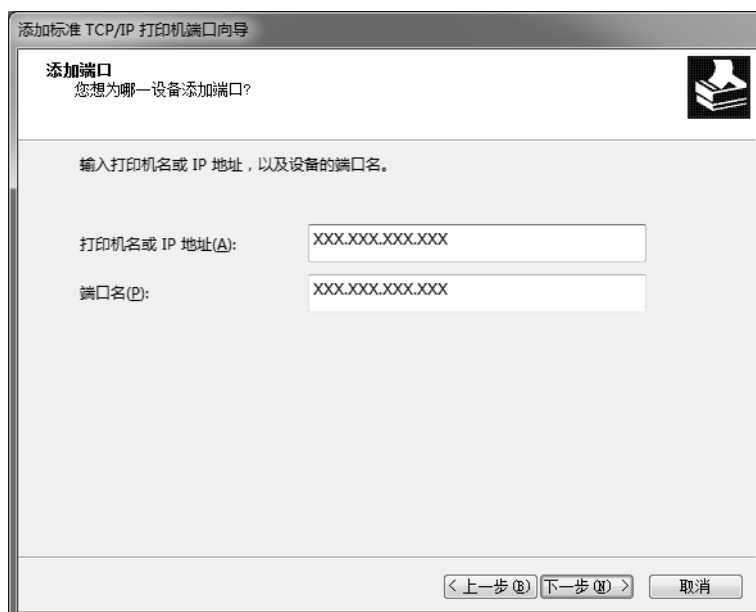 添加标准 TCP/IP 打印机端口向导
添加端口
您想为哪一设备添加端口?
输入打印机名或 IP 地址，以及设备的端口名。
打印机名或 IP 地址(A):
XXX.XXX.XXX.XXX
端口名(P):
XXX.XXX.XXX.XXX
< 上一步(B) 下一步(N) > 取消